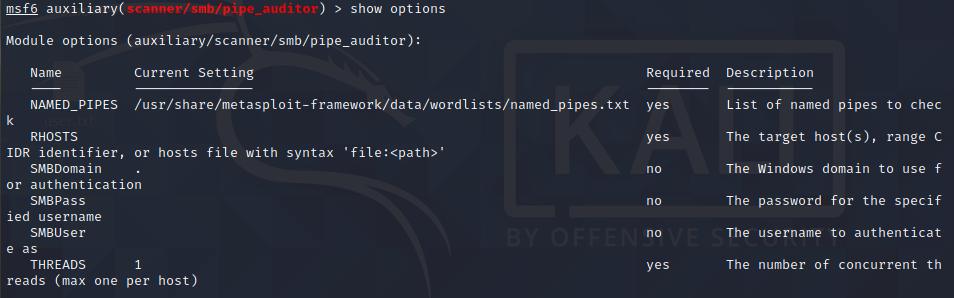 msf6 auxiliary(scanner/smb/pipe_auditor) > show options
Module options (auxiliary/scanner/smb/pipe_auditor):
Name Current Setting Required Description
---- --------------- -------- -----------
NAMED_PIPES /usr/share/metasploit-framework/data/wordlists/named_pipes.txt yes List of named pipes to chec
k
RHOSTS yes The target host(s), range C
IDR identifier, or hosts file with syntax 'file:<path>'
SMBDomain . no The Windows domain to use f
or authentication
SMBPass no The password for the specif
ied username
SMBUser no The username to authenticat
e as
THREADS 1 yes The number of concurrent th
reads (max one per host)
KALI
BY OFFENSIVE SECURITY